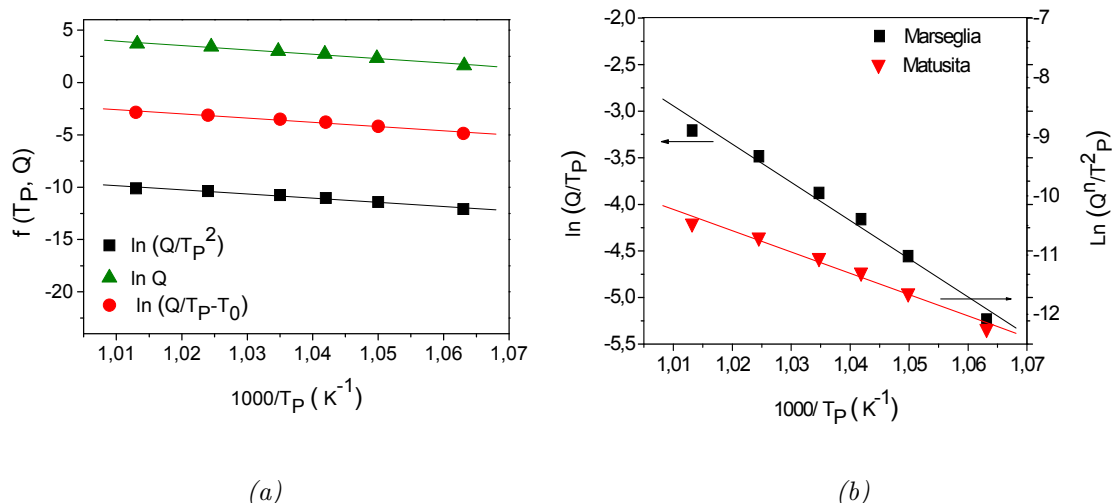 5
0
-5
-10
-15
-20
f (T_P, Q)
ln (Q/T_P^2)
ln Q
ln (Q/T_P-T_0)
1,01 1,02 1,03 1,04 1,05 1,06 1,07
1000/T_P ( K^-1)
(a)
-2,0
-2,5
-3,0
-3,5
-4,0
-4,5
-5,0
-5,5
ln (Q/T_P)
Marseglia
Matusita
-7
-8
-9
-10
-11
-12
Ln (Q^n/T^2_P)
1,01 1,02 1,03 1,04 1,05 1,06 1,07
1000/ T_P ( K^-1)
(b)